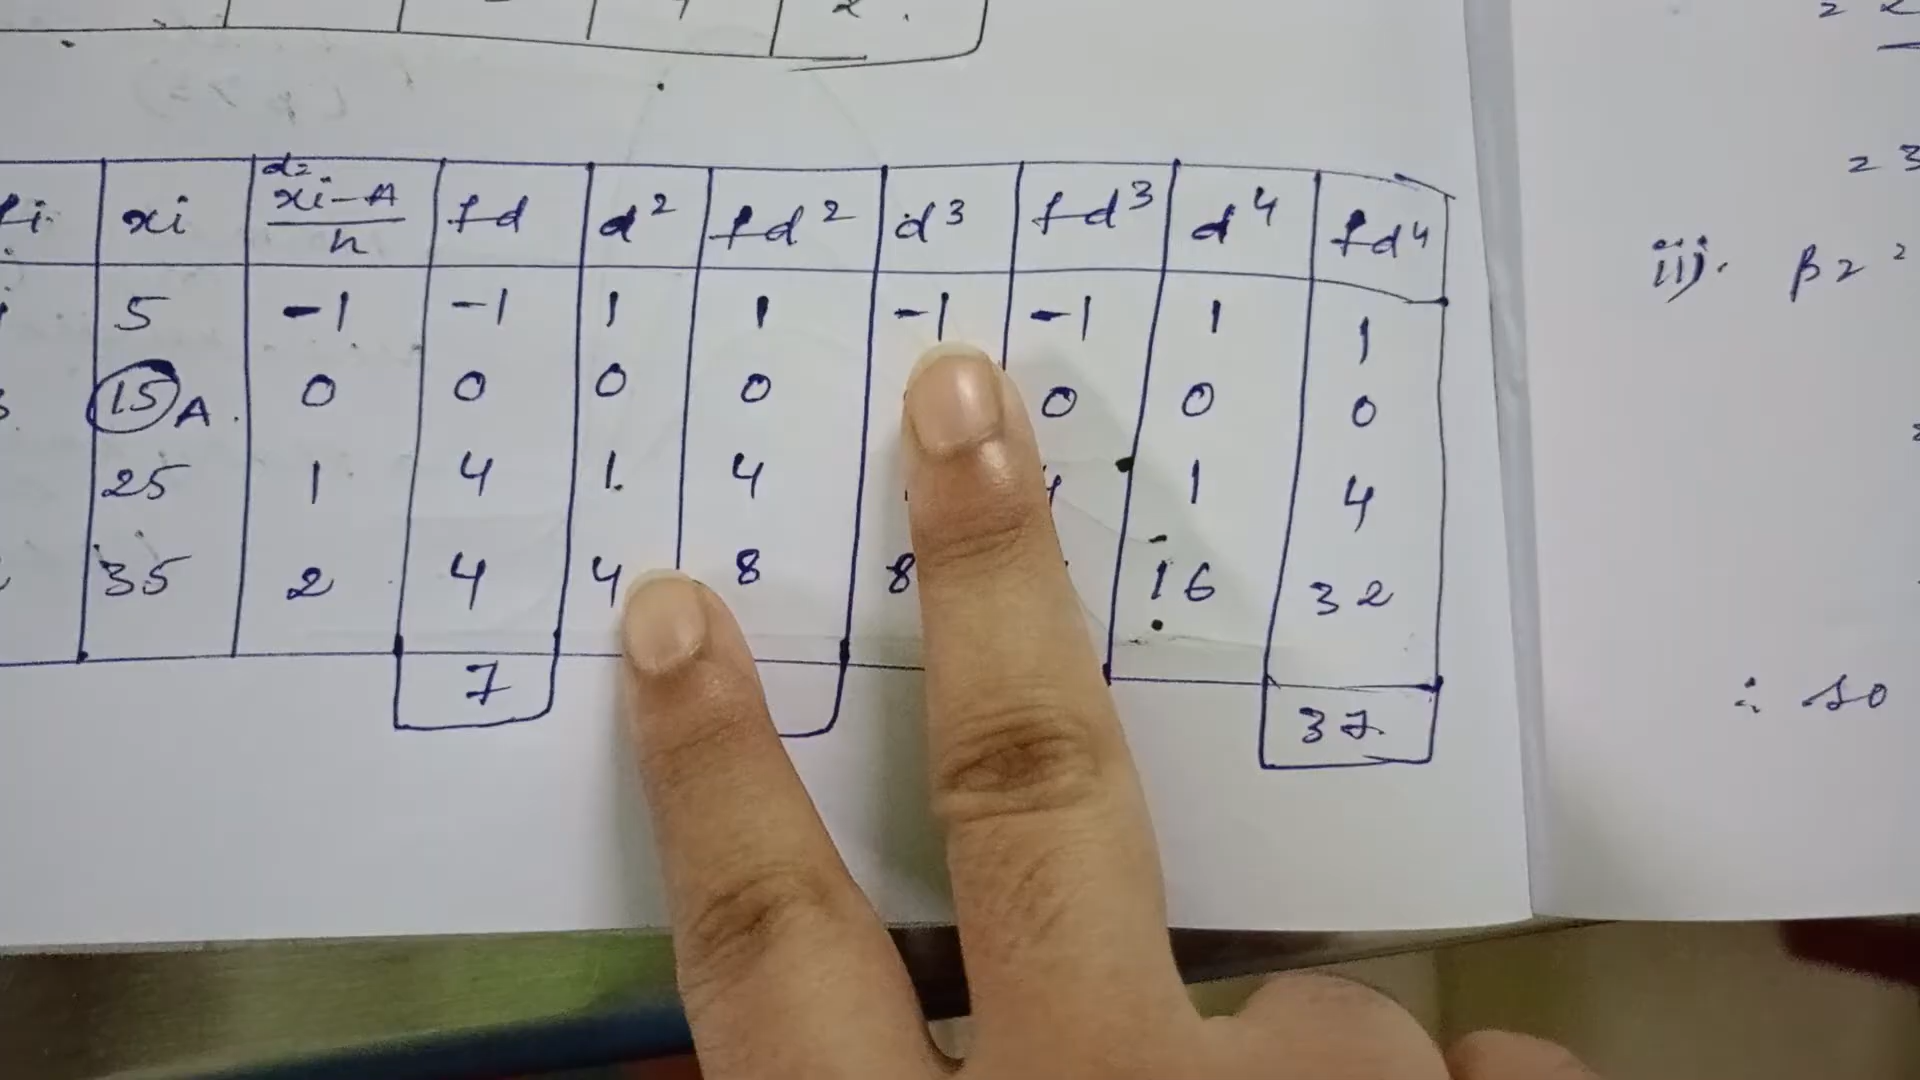 d=
xi xi-A/h fd d² fd² d³ fd³ d⁴ fd⁴
5 -1 -1 1 1 -1 -1 1 1
15 A. 0 0 0 0 0 0 0
25 1 4 1. 4 1 4
35 2 4 4 8 8 16 32
7 37
ii). β2 =
∴ so